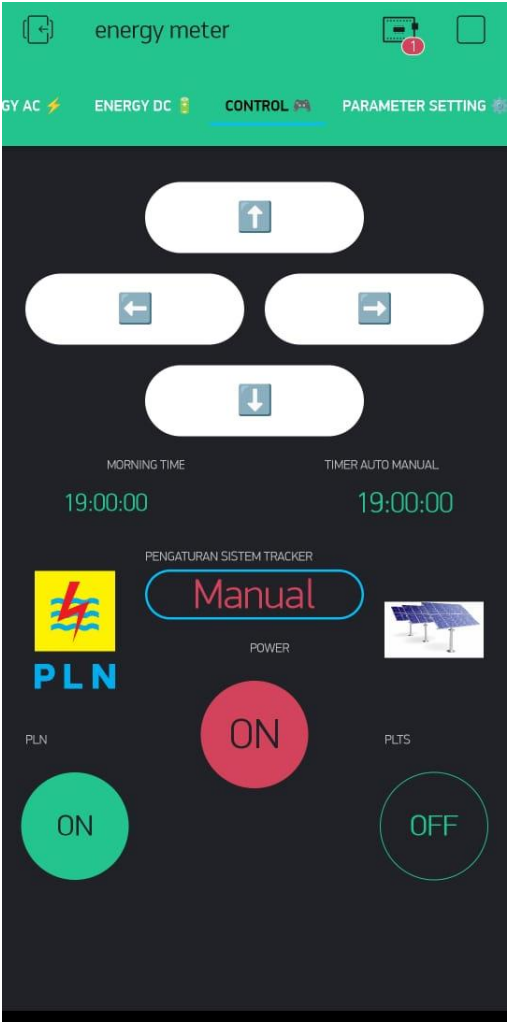 energy meter
1
GY AC ⚡ ENERGY DC 🔋 CONTROL 🎮 PARAMETER SETTING ⚙️
⬆️
⬅️ ➡️
⬇️
MORNING TIME TIMER AUTO MANUAL
19:00:00 19:00:00
PENGATURAN SISTEM TRACKER
Manual
PLN
POWER
ON
PLN PLTS
ON OFF